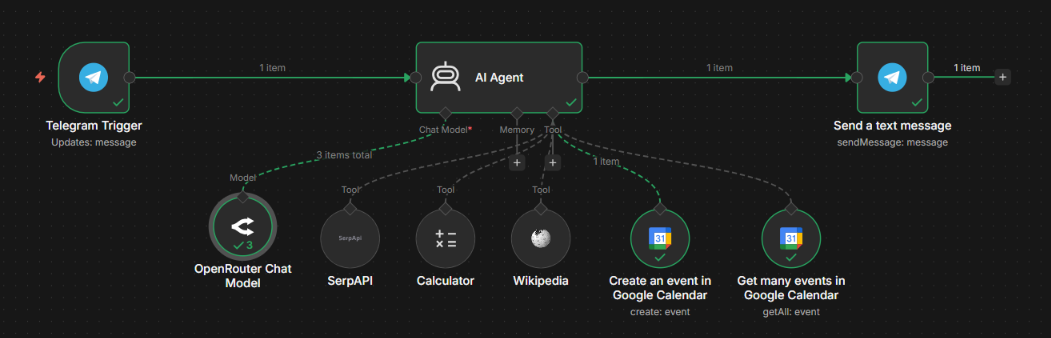 1 item
AI Agent
1 item
1 item
Telegram Trigger
Updates: message
Chat Model*
Memory
Tool
Send a text message
sendMessage: message
3 items total
1 item
Model
Tool
Tool
Tool
3
SerpApi
31
31
OpenRouter Chat
Model
SerpAPI
Calculator
Wikipedia
Create an event in
Google Calendar
create: event
Get many events in
Google Calendar
getAll: event